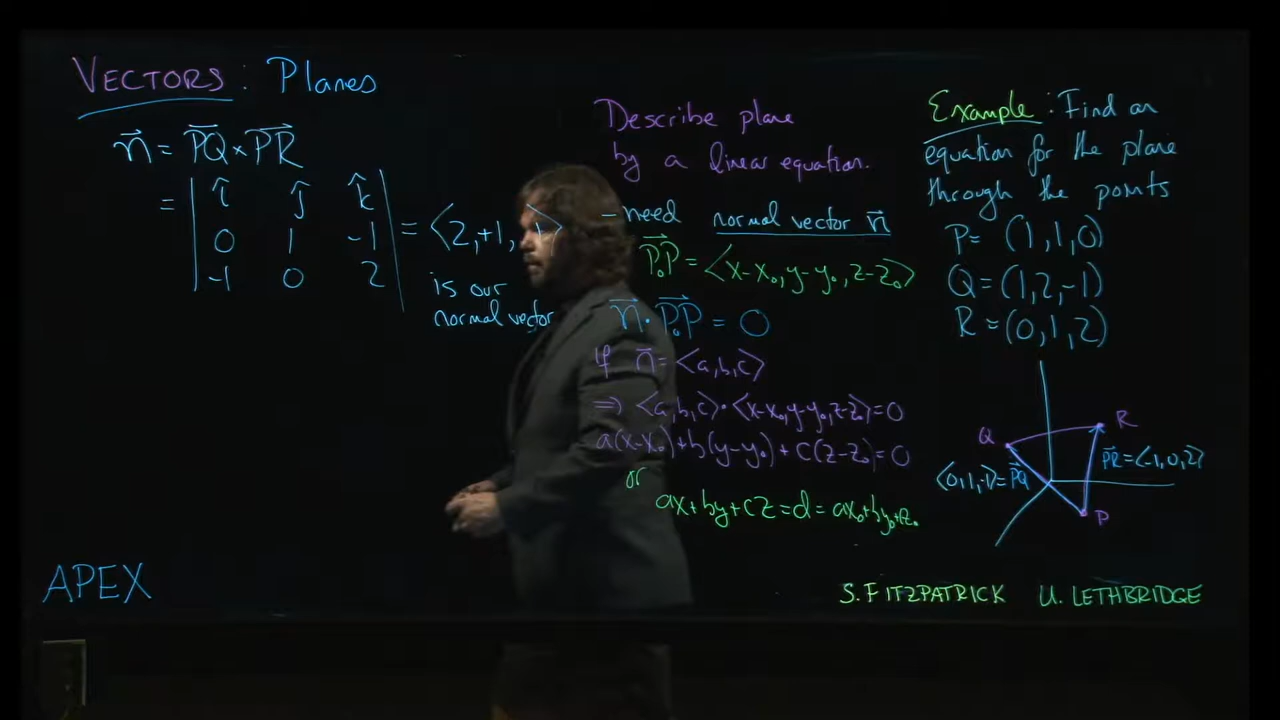 VECTORS: Planes
n⃗ = PQ⃗ × PR⃗
= | î ĵ k̂ |
| 0 1 -1 | = ⟨2,+1, 1⟩
| -1 0 2 |
is our
normal vector
Describe plane
by a linear equation.
- need normal vector n⃗
P₀P⃗ = ⟨x-x₀, y-y₀, z-z₀⟩
n⃗ · P₀P⃗ = 0
if n⃗ = ⟨a,b,c⟩
⇒ ⟨a,b,c⟩·⟨x-x₀,y-y₀,z-z₀⟩=0
a(x-x₀)+b(y-y₀)+c(z-z₀)=0
or
ax+by+cz=d=ax₀+by₀+cz₀
Example: Find an
equation for the plane
through the points
P= (1,1,0)
Q= (1,2,-1)
R = (0,1,2)
Q
R
⟨0,1,-1⟩=PQ⃗
PR⃗=⟨-1,0,2⟩
P
APEX
S. FITZPATRICK U. LETHBRIDGE